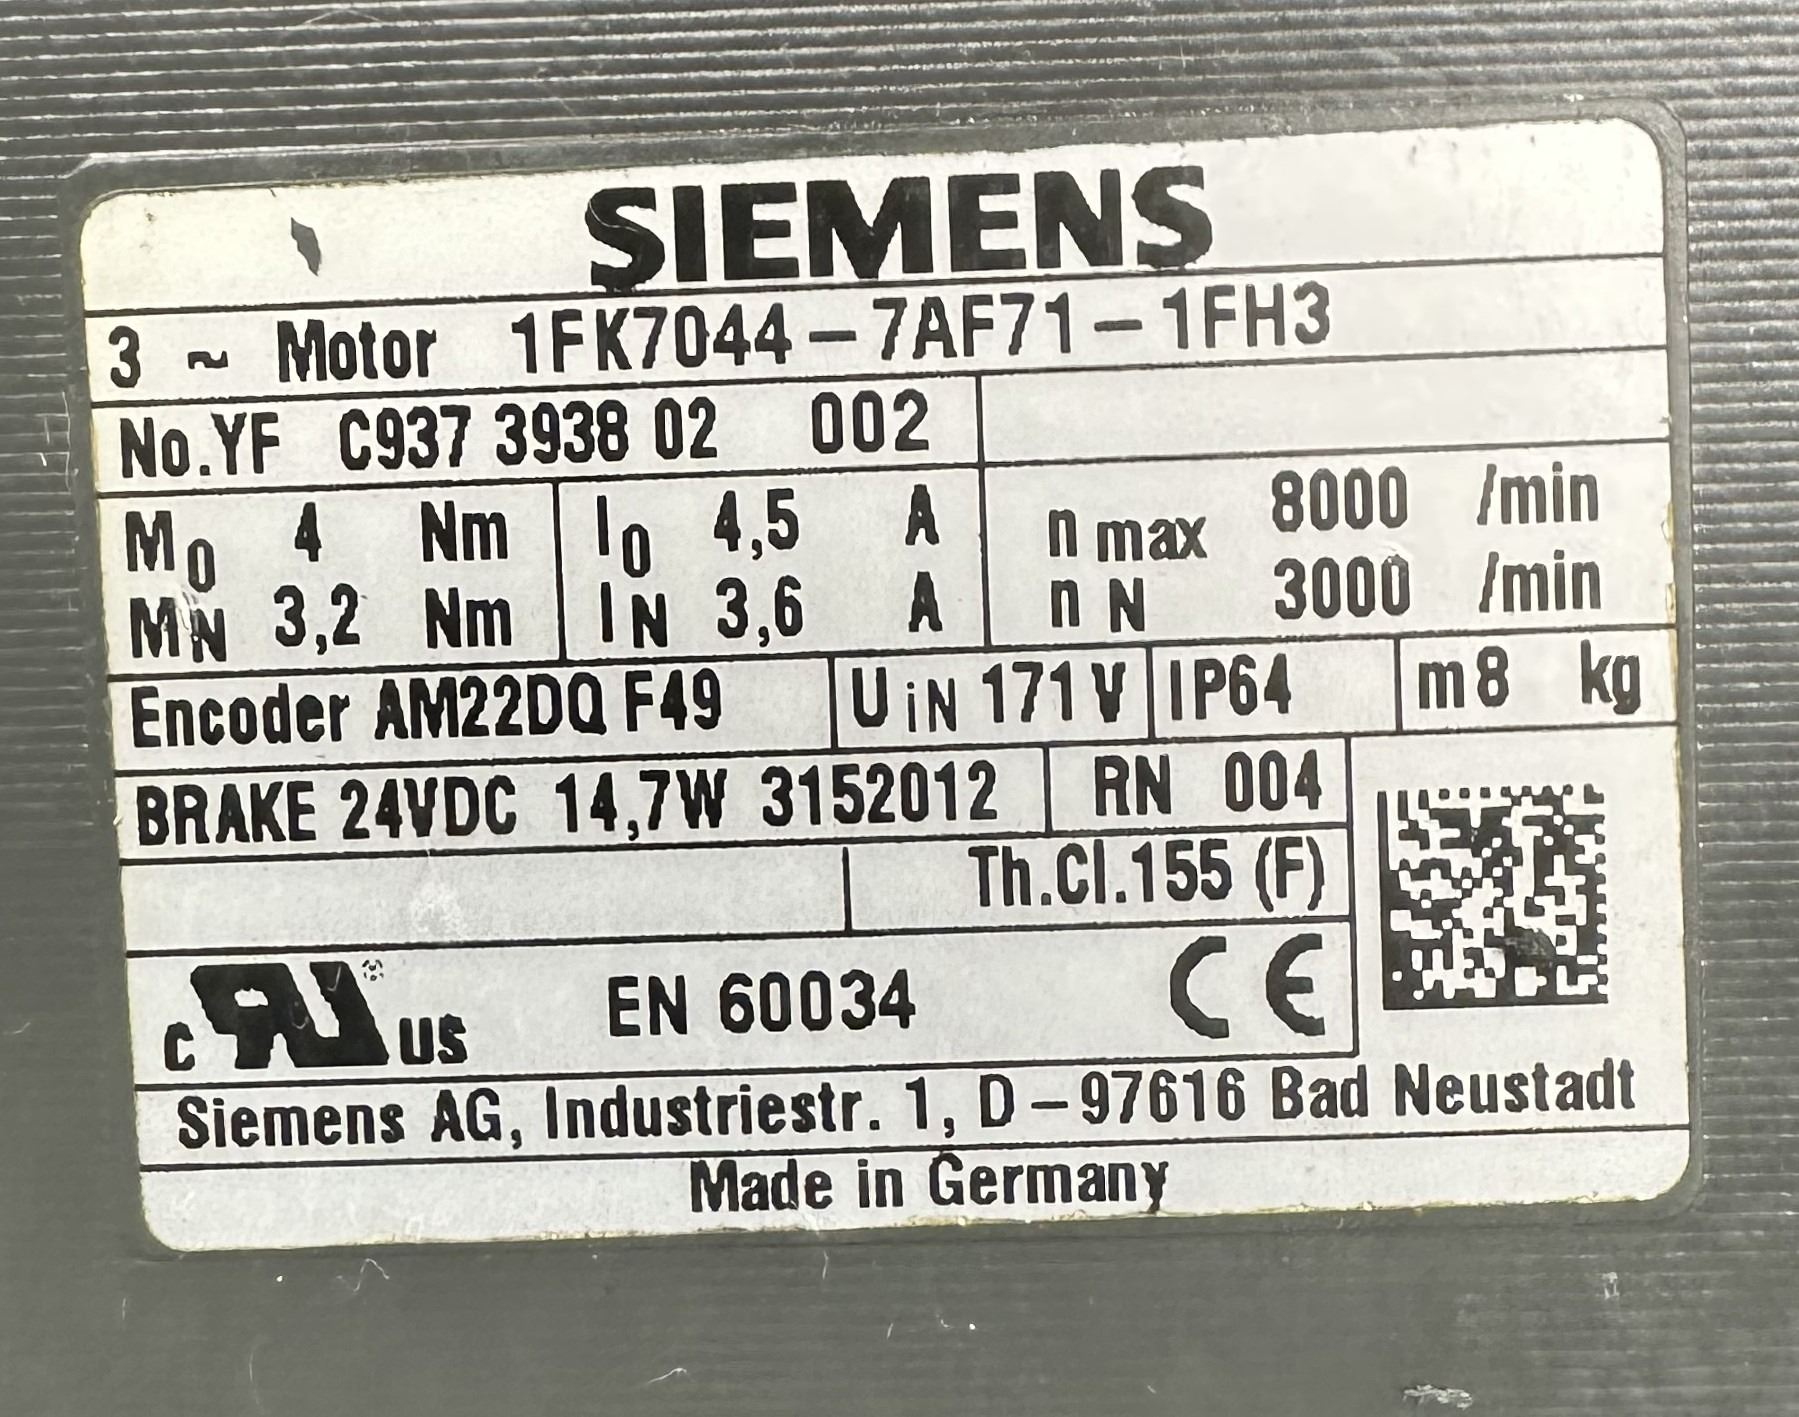 SIEMENS
3 ~ Motor 1FK7044-7AF71-1FH3
No.YF C937 3938 02 002
M0 4 Nm I0 4,5 A n max 8000 /min
MN 3,2 Nm IN 3,6 A n N 3000 /min
Encoder AM22DQ F49 UiN 171 V IP64 m 8 kg
BRAKE 24VDC 14,7W 3152012 RN 004
Th.Cl.155 (F)
c RU us EN 60034 CE
Siemens AG, Industriestr. 1, D-97616 Bad Neustadt
Made in Germany